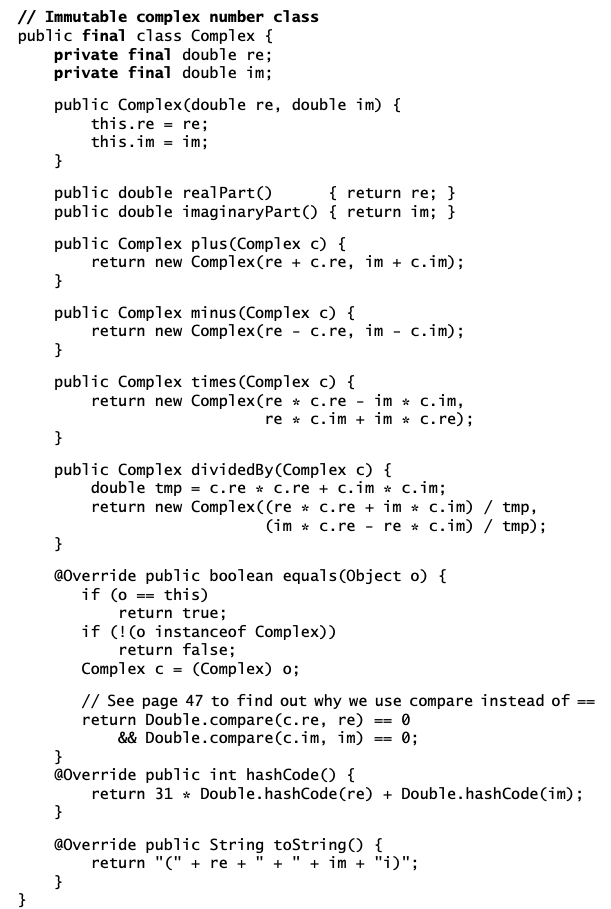 // Immutable complex number class
public final class Complex {
    private final double re;
    private final double im;

    public Complex(double re, double im) {
        this.re = re;
        this.im = im;
    }

    public double realPart()      { return re; }
    public double imaginaryPart() { return im; }

    public Complex plus(Complex c) {
        return new Complex(re + c.re, im + c.im);
    }

    public Complex minus(Complex c) {
        return new Complex(re - c.re, im - c.im);
    }

    public Complex times(Complex c) {
        return new Complex(re * c.re - im * c.im,
                           re * c.im + im * c.re);
    }

    public Complex dividedBy(Complex c) {
        double tmp = c.re * c.re + c.im * c.im;
        return new Complex((re * c.re + im * c.im) / tmp,
                           (im * c.re - re * c.im) / tmp);
    }

    @Override public boolean equals(Object o) {
       if (o == this)
           return true;
       if (!(o instanceof Complex))
           return false;
       Complex c = (Complex) o;

       // See page 47 to find out why we use compare instead of ==
       return Double.compare(c.re, re) == 0
           && Double.compare(c.im, im) == 0;
    }
    @Override public int hashCode() {
        return 31 * Double.hashCode(re) + Double.hashCode(im);
    }

    @Override public String toString() {
        return "(" + re + " + " + im + "i)";
    }
}